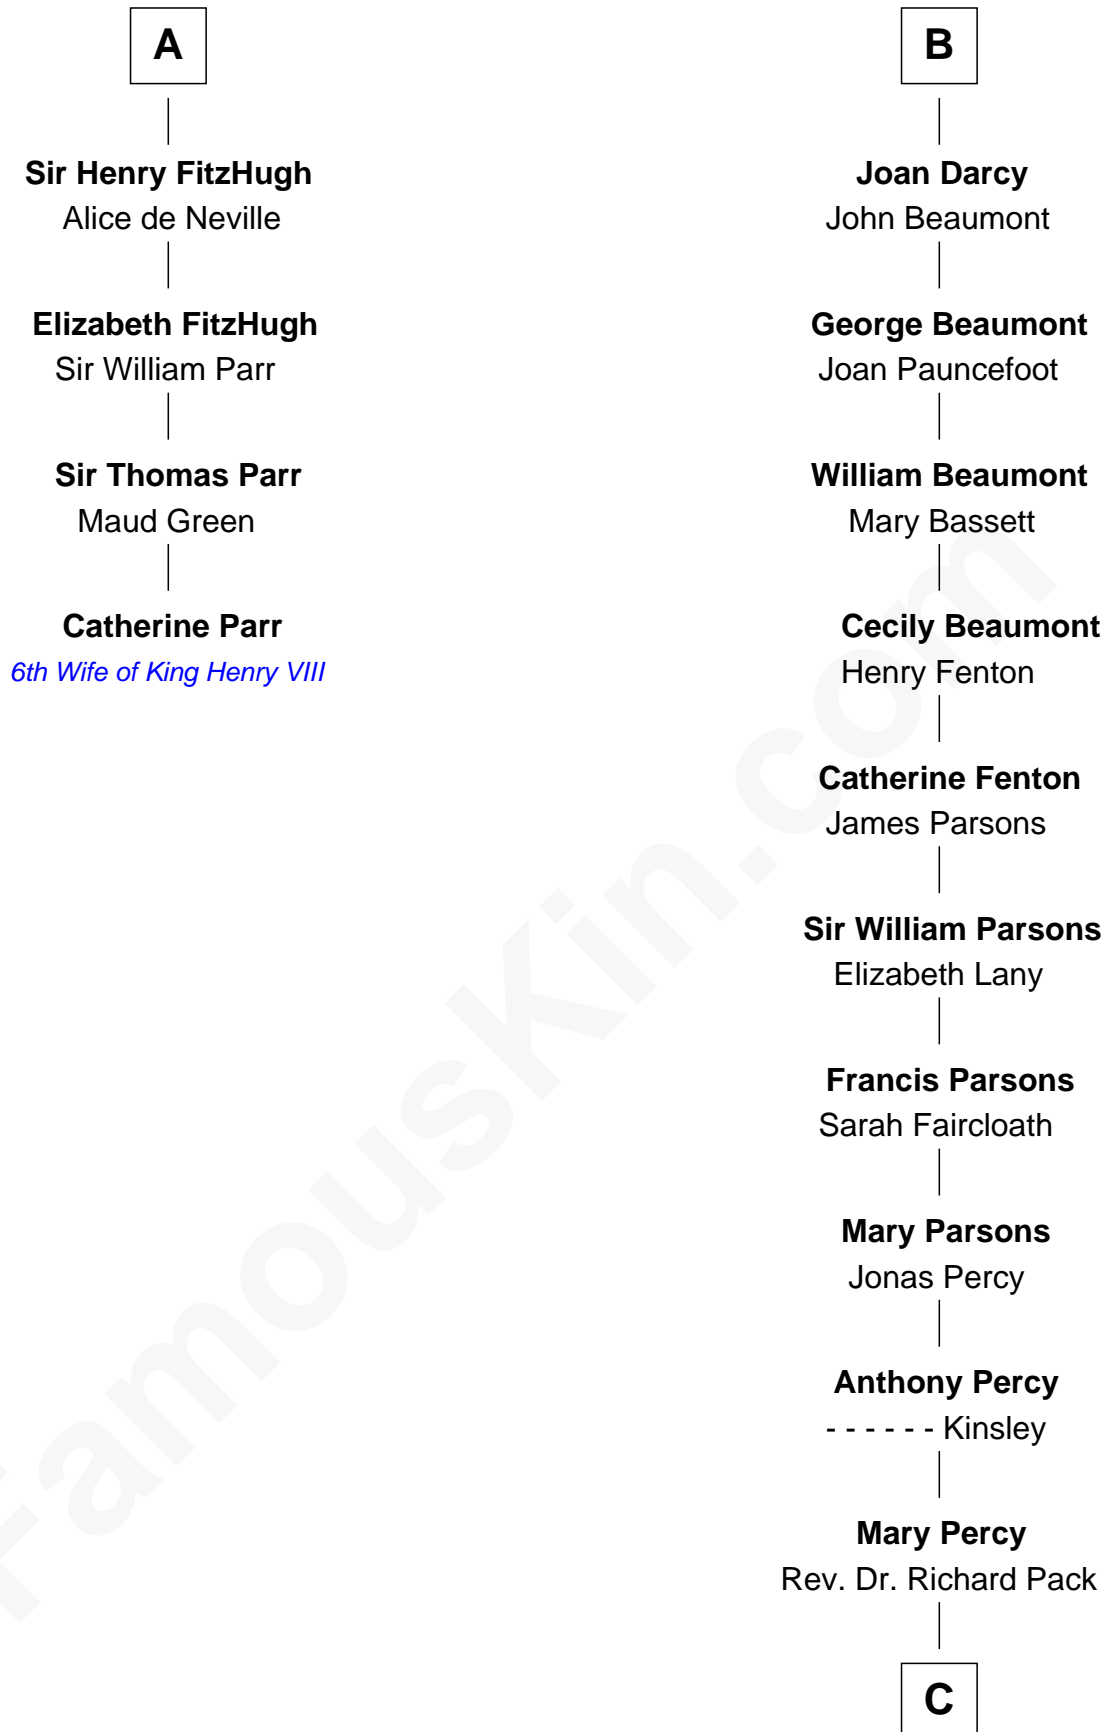 A
Sir Henry FitzHugh
Alice de Neville
Elizabeth FitzHugh
Sir William Parr
Sir Thomas Parr
Maud Green
Catherine Parr
6th Wife of King Henry VIII
B
Joan Darcy
John Beaumont
George Beaumont
Joan Pauncefoot
William Beaumont
Mary Bassett
Cecily Beaumont
Henry Fenton
Catherine Fenton
James Parsons
Sir William Parsons
Elizabeth Lany
Francis Parsons
Sarah Faircloath
Mary Parsons
Jonas Percy
Anthony Percy
- - - - - - Kinsley
Mary Percy
Rev. Dr. Richard Pack
C
FamousKin.com